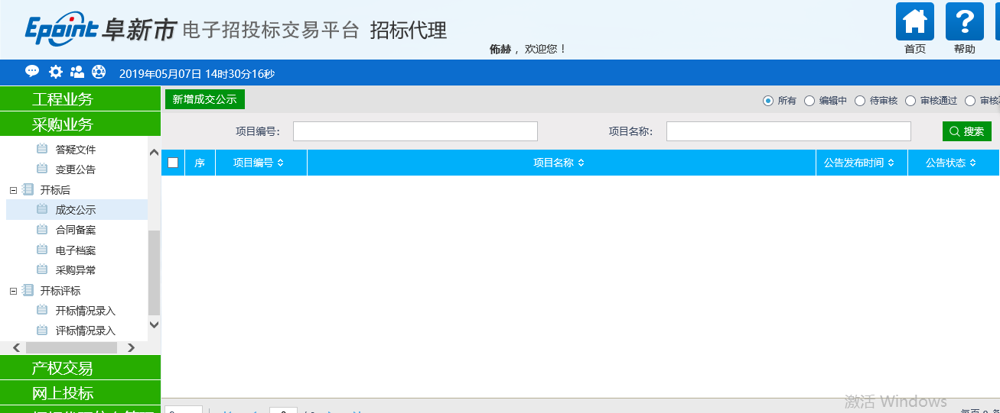 Epoint 阜新市 电子招投标交易平台 招标代理
首页
帮助
，欢迎您！
2019年05月07日 14时30分16秒
工程业务
采购业务
答疑文件
变更公告
开标后
成交公示
合同备案
电子档案
采购异常
开标评标
开标情况录入
评标情况录入
产权交易
网上投标
新增成交公示
所有 编辑中 待审核 审核通过 审核
项目编号： 项目名称： 搜索
序 项目编号 项目名称 公告发布时间 公告状态
激活 Windows